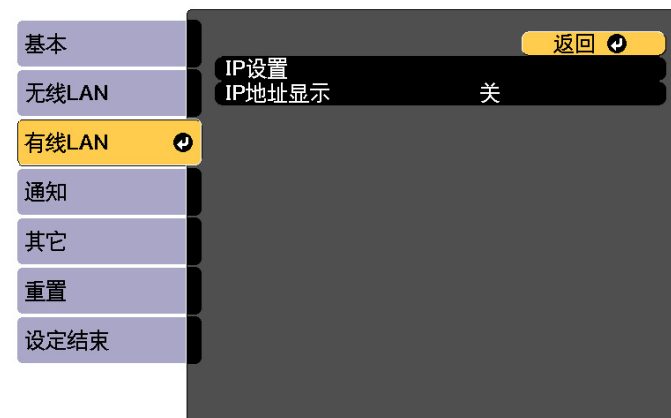 基本
无线LAN
有线LAN
通知
其它
重置
设定结束
返回
IP设置
IP地址显示 关